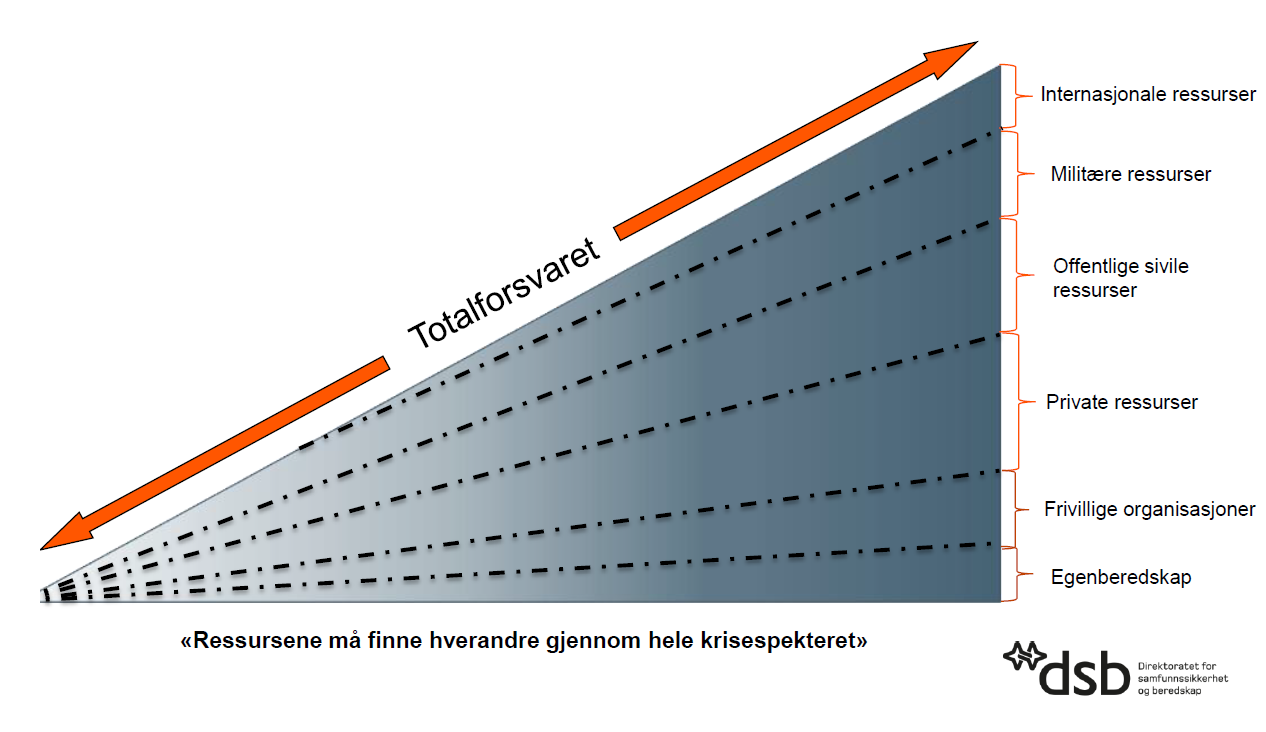 Internasjonale ressurser
Militære ressurser
Totalforsvaret
Offentlige sivile
ressurser
Private ressurser
Frivillige organisasjoner
Egenberedskap
«Ressursene må finne hverandre gjennom hele krisespekteret»
dsb
Direktoratet for
samfunnssikkerhet
og beredskap